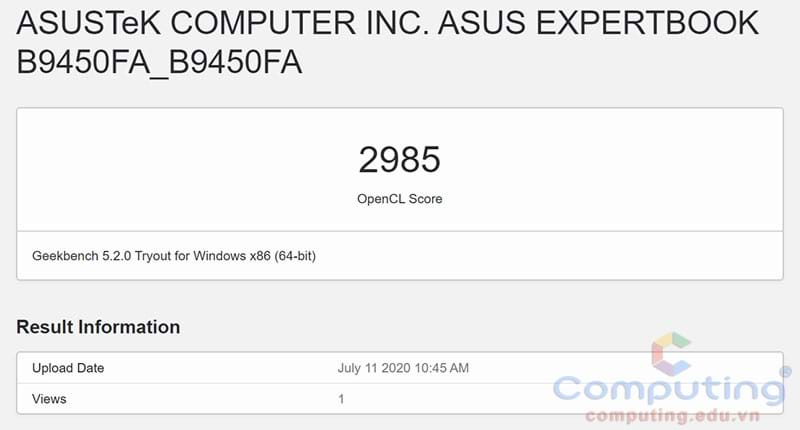 ASUSTeK COMPUTER INC. ASUS EXPERTBOOK
B9450FA_B9450FA
2985
OpenCL Score
Geekbench 5.2.0 Tryout for Windows x86 (64-bit)
Result Information
Upload Date July 11 2020 10:45 AM
Views 1
Computing®
computing.edu.vn